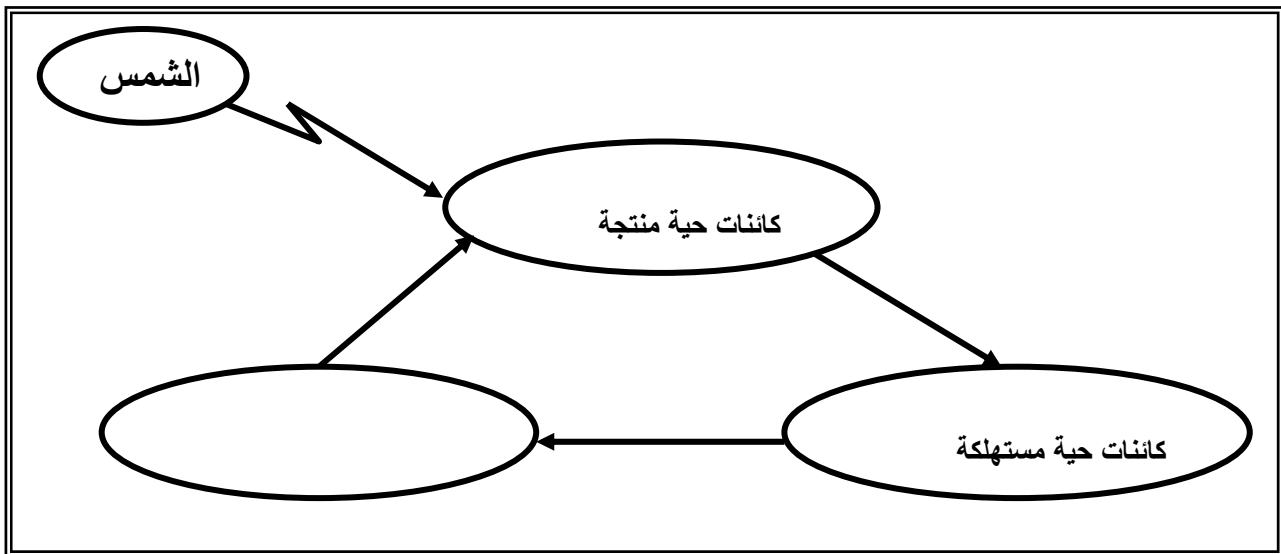 الشمس
كائنات حية منتجة
كائنات حية مستهلكة